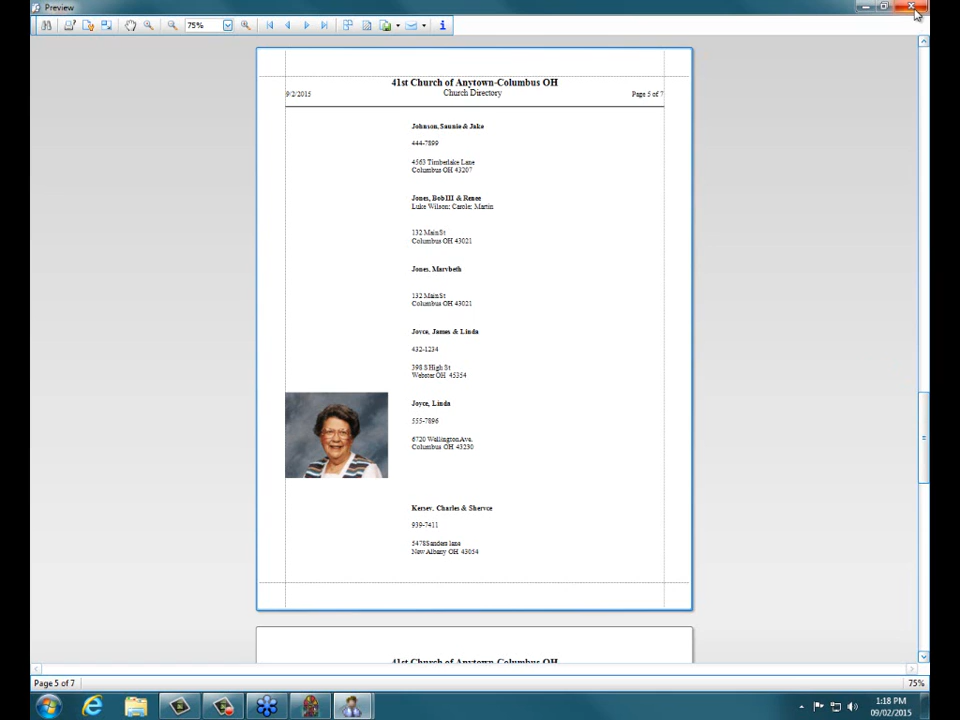 Preview
75%
41st Church of Anytown-Columbus OH
Church Directory
9/2/2015
Page 5 of 7
Johnson, Saunie & Jake
444-7899
4563 Timberlake Lane
Columbus OH 43207
Jones, Bob III & Renee
Luke Wilson; Carole; Martin
132 Main St
Columbus OH 43021
Jones, Marybeth
132 Main St
Columbus OH 43021
Joyce, James & Linda
432-1234
398 S High St
Webster OH 45354
Joyce, Linda
555-7896
6720 Wellington Ave.
Columbus OH 43230
Kersey, Charles & Sheryce
939-7411
5478Sanders lane
New Albany OH 43054
41st Church of Anytown-Columbus OH
Page 5 of 7
75%
1:18 PM
09/02/2015